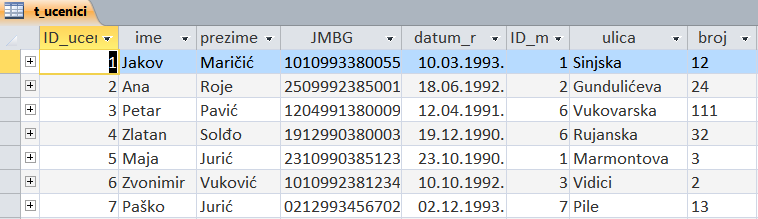 t_ucenici
ID_ucer ime prezime JMBG datum_r ID_m ulica broj
1 Jakov Maričić 1010993380055 10.03.1993. 1 Sinjska 12
2 Ana Roje 2509992385001 18.06.1992. 2 Gundulićeva 24
3 Petar Pavić 1204991380009 12.04.1991. 6 Vukovarska 111
4 Zlatan Solđo 1912990380003 19.12.1990. 6 Rujanska 32
5 Maja Jurić 2310990385123 23.10.1990. 1 Marmontova 3
6 Zvonimir Vuković 1010992381234 10.10.1992. 3 Vidici 2
7 Paško Jurić 0212993456702 02.12.1993. 7 Pile 13